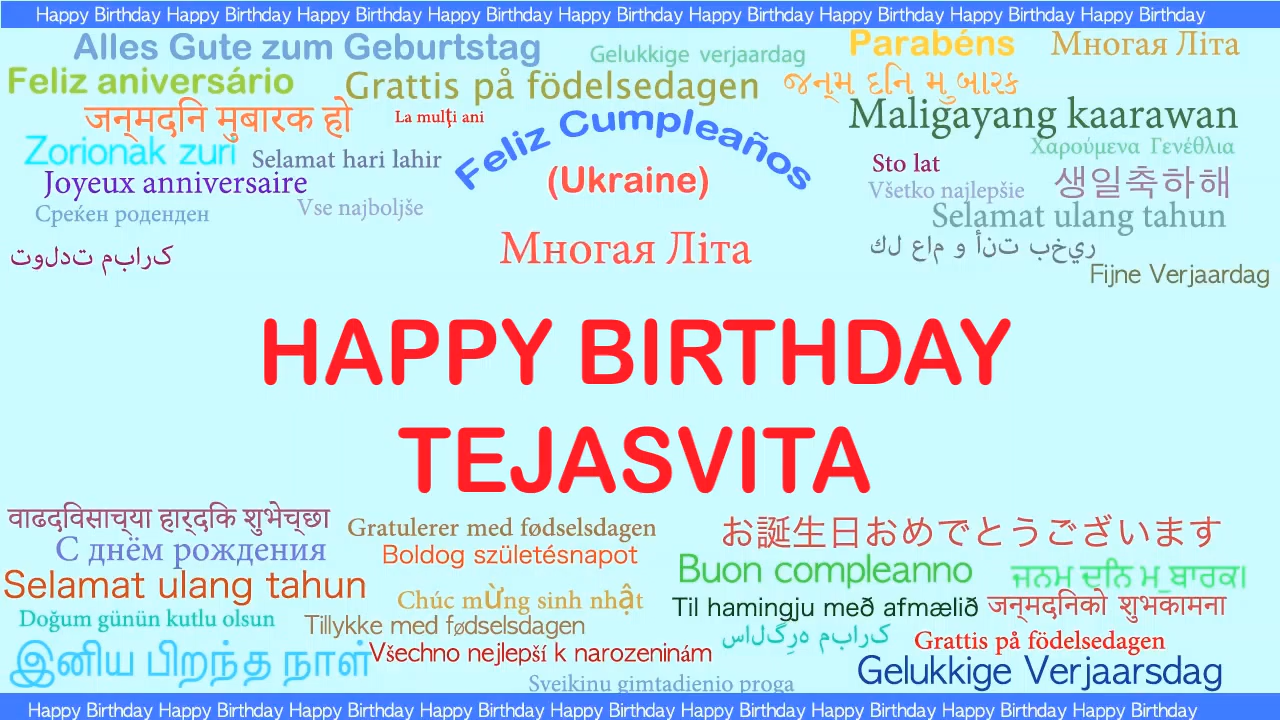 Happy Birthday Happy Birthday Happy Birthday Happy Birthday Happy Birthday Happy Birthday Happy Birthday Happy Birthday Happy Birthday
Alles Gute zum Geburtstag
Gelukkige verjaardag
Parabéns
Многая Літа
Feliz aniversário
Grattis på födelsedagen
જન્મ દનિ મુબારક
जन्मदनि मुबारक हो
La mulţi ani
Feliz Cumpleaños
Maligayang kaarawan
Zorionak zuri
Selamat hari lahir
Χαρούμενα Γενέθλια
Joyeux anniversaire
(Ukraine)
Sto lat
Všetko najlepšie
생일축하해
Среќен роденден
Vse najboljše
Selamat ulang tahun
Многая Літа
تولدت مبارک
كل عام و أنت بخير
Fijne Verjaardag
HAPPY BIRTHDAY
TEJASVITA
वाढदविसाच्या हार्दकि शुभेच्छा
Gratulerer med fødselsdagen
お誕生日おめでとうございます
С днём рождения
Boldog születésnapot
Selamat ulang tahun
Buon compleanno
ਜਨਮ ਦਨਿ ਮੁਬਾਰਕ।
Chúc mừng sinh nhật
Til hamingju með afmælið
जन्मदनिको शुभकामना
Doğum günün kutlu olsun
Tillykke med fødselsdagen
سالگرہ مبارک
Grattis på födelsedagen
இனிய பிறந்த நாள்
Všechno nejlepší k narozeninám
Gelukkige Verjaarsdag
Sveikinu gimtadienio proga
Happy Birthday Happy Birthday Happy Birthday Happy Birthday Happy Birthday Happy Birthday Happy Birthday Happy Birthday Happy Birthday